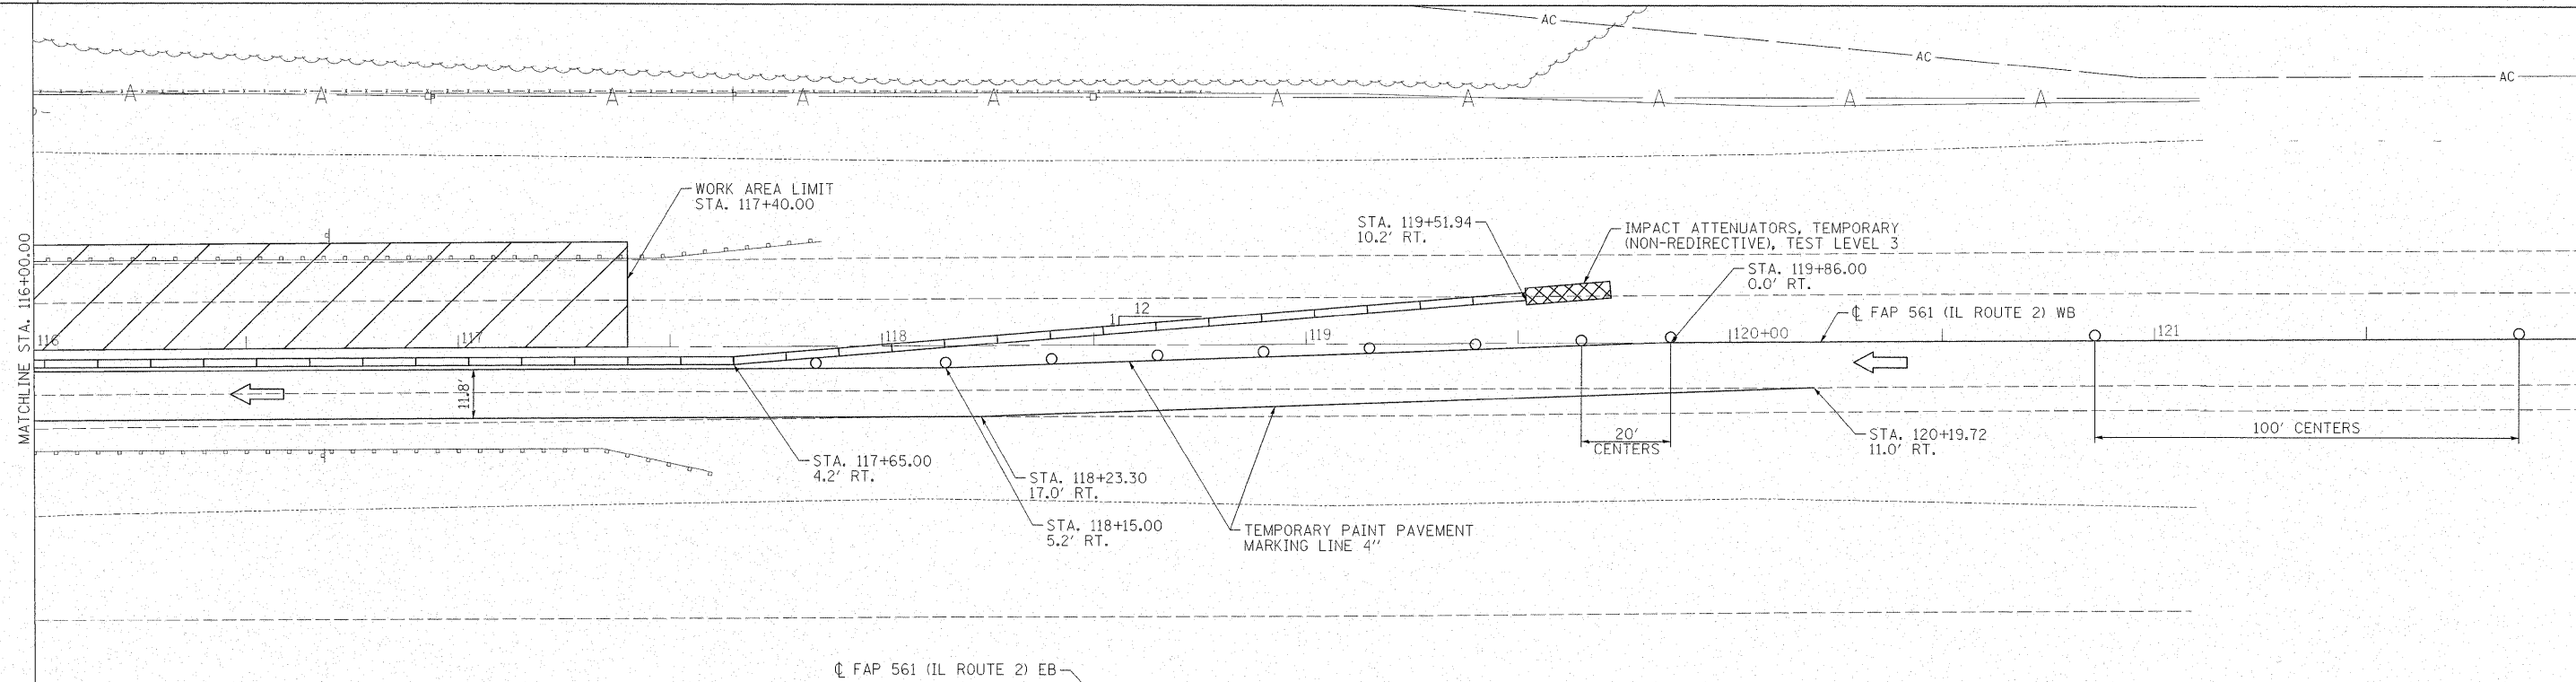 AC
AC
AC
A A A A A A A A A A A
WORK AREA LIMIT
STA. 117+40.00
STA. 119+51.94
10.2' RT.
IMPACT ATTENUATORS, TEMPORARY
(NON-REDIRECTIVE), TEST LEVEL 3
STA. 119+86.00
0.0' RT.
MATCHLINE STA. 116+00.00
12
1
℄ FAP 561 (IL ROUTE 2) WB
116 117 118 119 120+00 121
11.8'
20'
CENTERS
100' CENTERS
STA. 120+19.72
11.0' RT.
STA. 117+65.00
4.2' RT.
STA. 118+23.30
17.0' RT.
STA. 118+15.00
5.2' RT.
TEMPORARY PAINT PAVEMENT
MARKING LINE 4"
℄ FAP 561 (IL ROUTE 2) EB